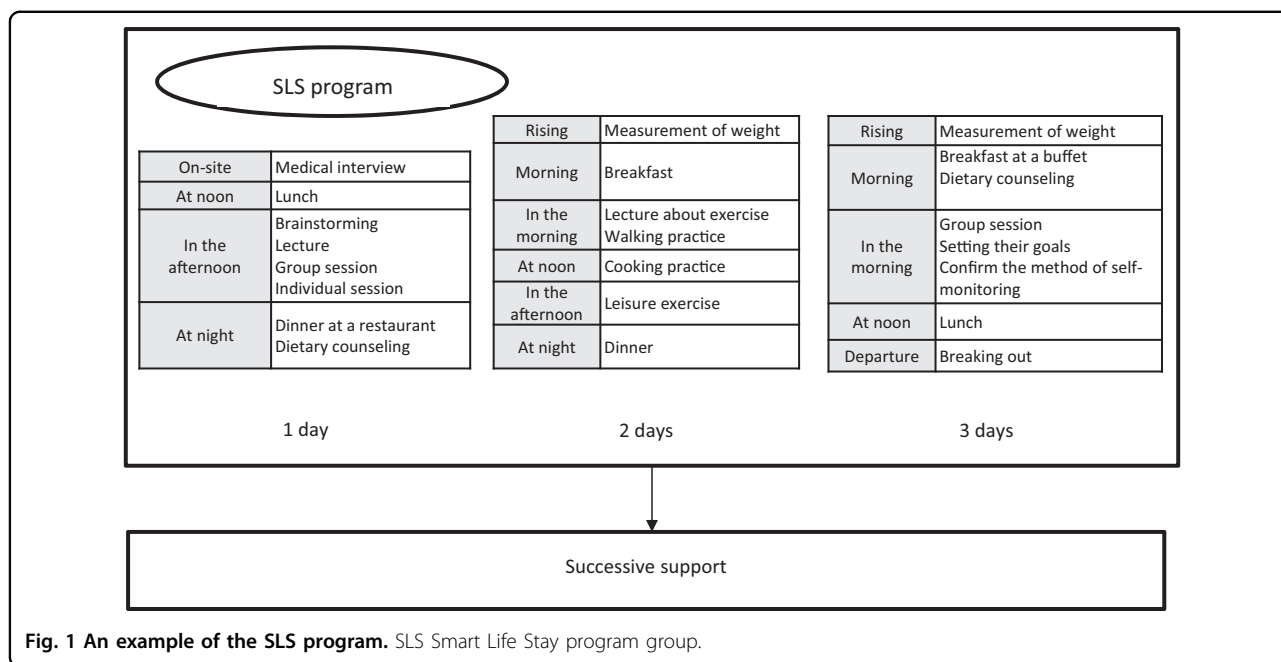 SLS program
On-site Medical interview
At noon Lunch
In the afternoon
Brainstorming
Lecture
Group session
Individual session
At night
Dinner at a restaurant
Dietary counseling
1 day
Rising Measurement of weight
Morning Breakfast
In the morning
Lecture about exercise
Walking practice
At noon Cooking practice
In the afternoon
Leisure exercise
At night Dinner
2 days
Rising Measurement of weight
Morning
Breakfast at a buffet
Dietary counseling
In the morning
Group session
Setting their goals
Confirm the method of self-
monitoring
At noon Lunch
Departure Breaking out
3 days
Successive support
Fig. 1 An example of the SLS program. SLS Smart Life Stay program group.